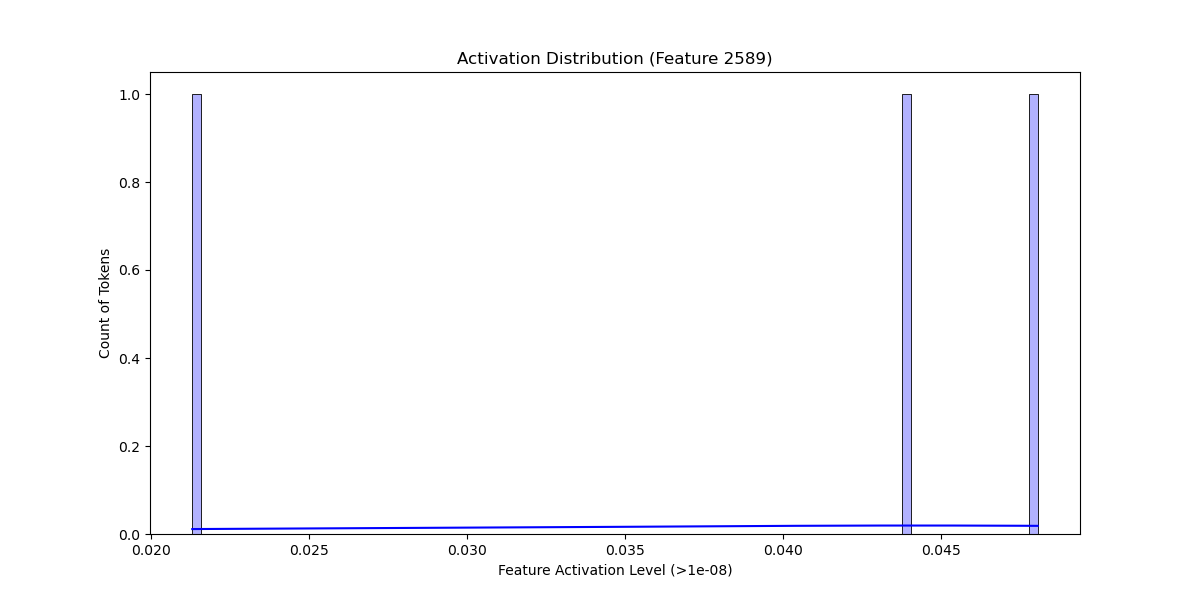 Activation Distribution (Feature 2589)
Count of Tokens
1.0
0.8
0.6
0.4
0.2
0.0
0.020 0.025 0.030 0.035 0.040 0.045
Feature Activation Level (>1e-08)